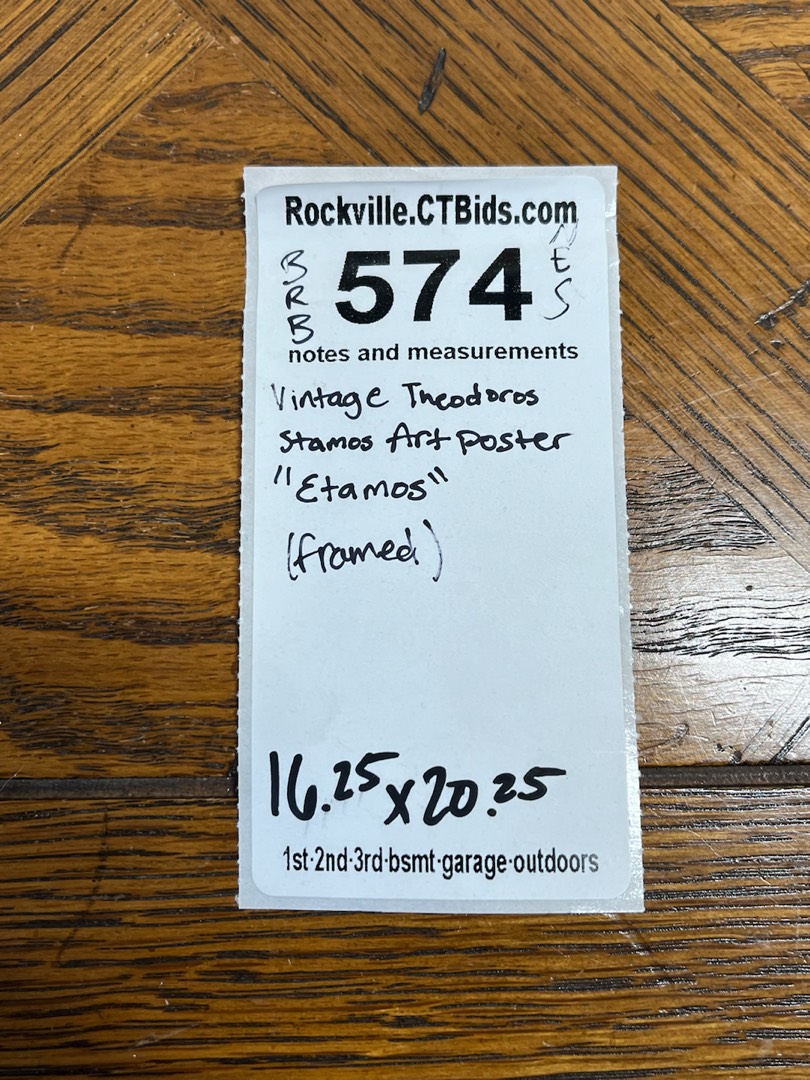 Rockville.CTBids.com
BRB 574 NES
notes and measurements
Vintage Theodoros
Stamos Art Poster
"Etamos"
(framed)
16.25 x 20.25
1st·2nd·3rd·bsmt·garage·outdoors